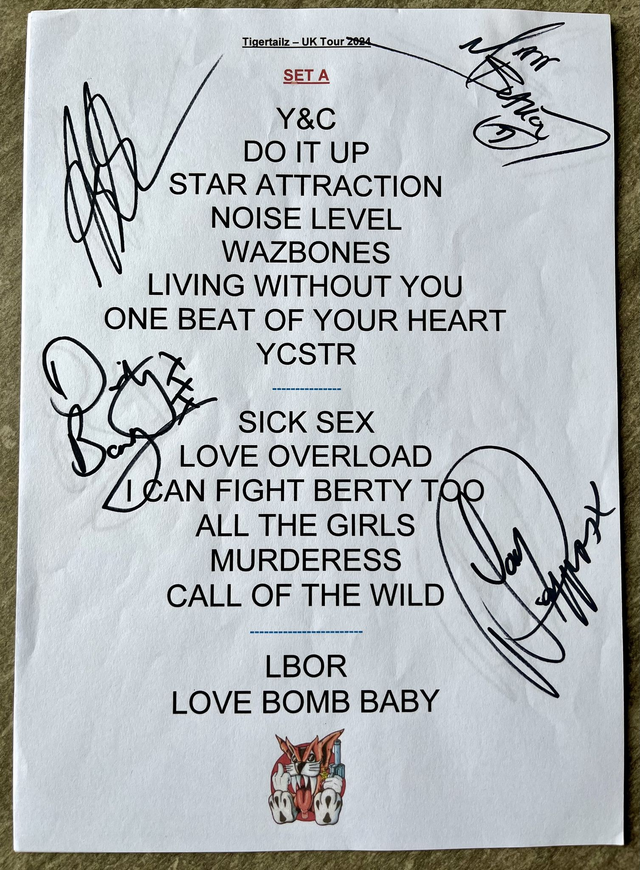 Tigertailz – UK Tour 2024
SET A
Y&C
DO IT UP
STAR ATTRACTION
NOISE LEVEL
WAZBONES
LIVING WITHOUT YOU
ONE BEAT OF YOUR HEART
YCSTR
SICK SEX
LOVE OVERLOAD
I CAN FIGHT BERTY TOO
ALL THE GIRLS
MURDERESS
CALL OF THE WILD
LBOR
LOVE BOMB BABY